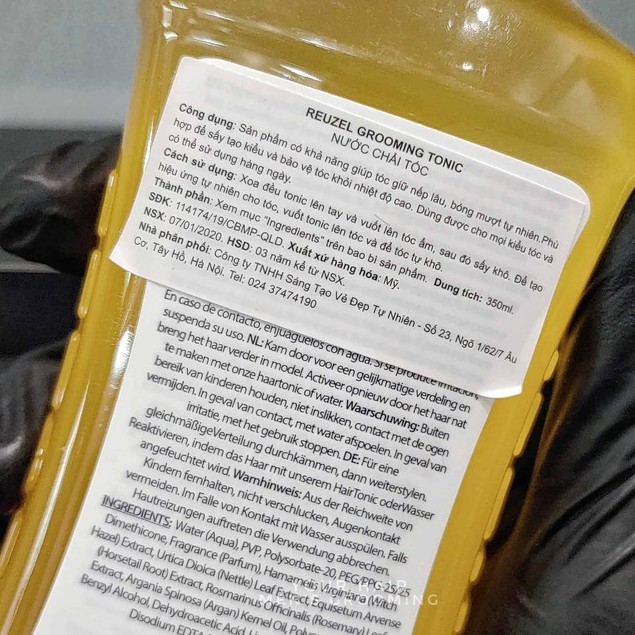 REUZEL GROOMING TONIC
NƯỚC CHẢI TÓC
Công dụng: Sản phẩm có khả năng giúp tóc giữ nếp lâu, bóng mượt tự nhiên.Phù
hợp để sấy tạo kiểu và bảo vệ tóc khỏi nhiệt độ cao. Dùng được cho mọi kiểu tóc và
có thể sử dụng hàng ngày.
Cách sử dụng: Xoa đều tonic lên tay và vuốt lên tóc ẩm, sau đó sấy khô. Để tạo
hiệu ứng tự nhiên cho tóc, vuốt tonic lên tóc và để tóc tự khô.
Thành phần: Xem mục "Ingredients" trên bao bì sản phẩm. Dung tích: 350ml.
SĐK: 114174/19/CBMP-QLD.
NSX: 07/01/2020. HSD: 03 năm kể từ NSX. Xuất xứ hàng hóa: Mỹ.
Nhà phân phối: Công ty TNHH Sáng Tạo Vẻ Đẹp Tự Nhiên - Số 23, Ngõ 1/62/7 Âu
Cơ, Tây Hồ, Hà Nội. Tel: 024 37474190
En caso de contacto, enjuáguelos con agua. Si se produce irritación,
suspenda su uso. NL: Kam door voor een gelijkmatige verdeling en
breng het haar verder in model. Activeer opnieuw door het haar nat
te maken met onze haartonic of water. Waarschuwing: Buiten
bereik van kinderen houden, niet inslikken, contact met de ogen
vermijden. In geval van contact, met water afspoelen. In geval van
irritatie, met het gebruik stoppen. DE: Für eine
gleichmäßige Verteilung durchkämmen, dann weiterstylen.
Reaktivieren, indem das Haar mit unserem HairTonic oder Wasser
angefeuchtet wird. Warnhinweis: Aus der Reichweite von
Kindern fernhalten, nicht verschlucken, Augenkontakt
vermeiden. Im Falle von Kontakt mit Wasser ausspülen. Falls
Hautreizungen auftreten die Verwendung abbrechen.
INGREDIENTS: Water (Aqua), PVP, Polysorbate-20, PEG/PPG-25/25
Dimethicone, Fragrance (Parfum), Hamamelis Virginiana (Witch
Hazel) Extract, Urtica Dioica (Nettle) Leaf Extract, Equisetum Arvense
(Horsetail Root) Extract, Rosmarinus Officinalis (Rosemary) Leaf
Extract, Argania Spinosa (Argan) Kernel Oil,
Benzyl Alcohol, Dehydroacetic Acid,
Disodium EDTA
MEN'S GROOMING